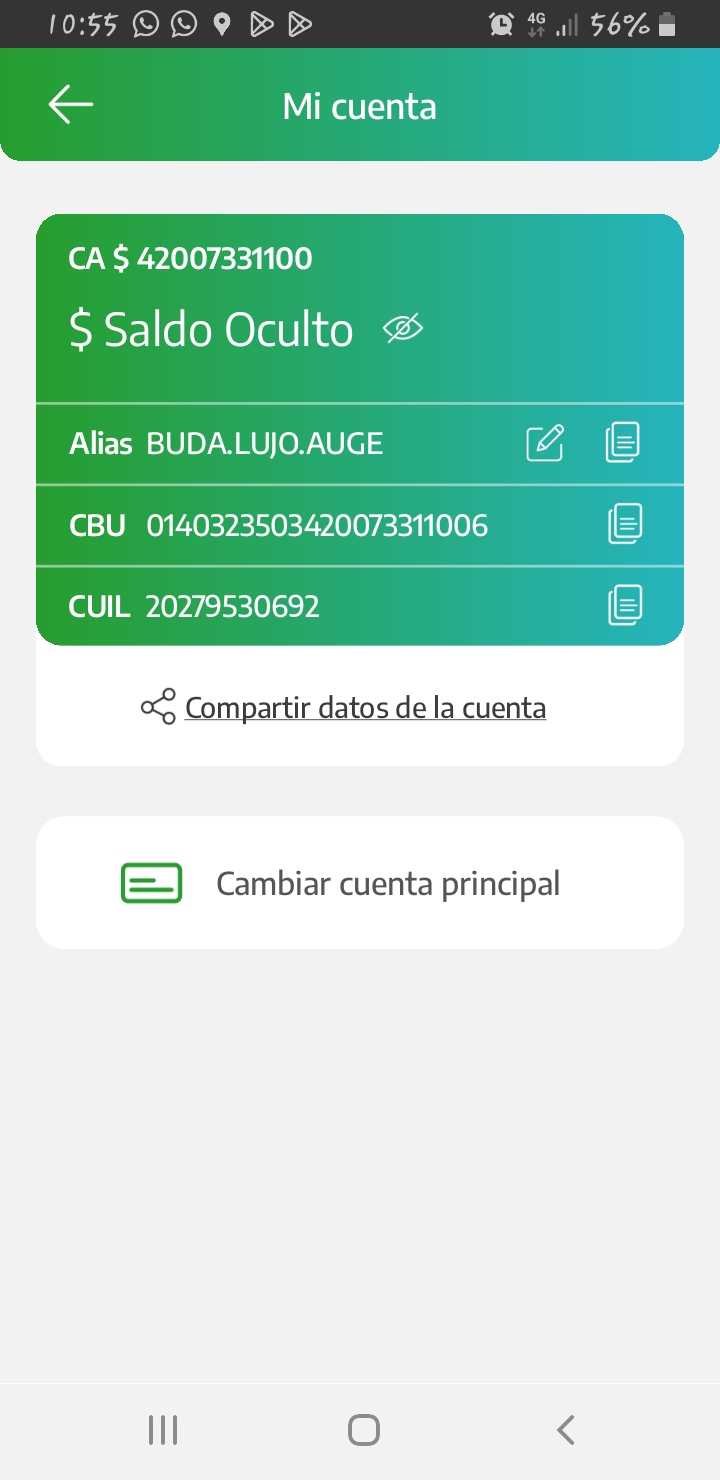 10:55 4G 56%
Mi cuenta
CA $ 42007331100
$ Saldo Oculto
Alias BUDA.LUJO.AUGE
CBU 0140323503420073311006
CUIL 20279530692
Compartir datos de la cuenta
Cambiar cuenta principal